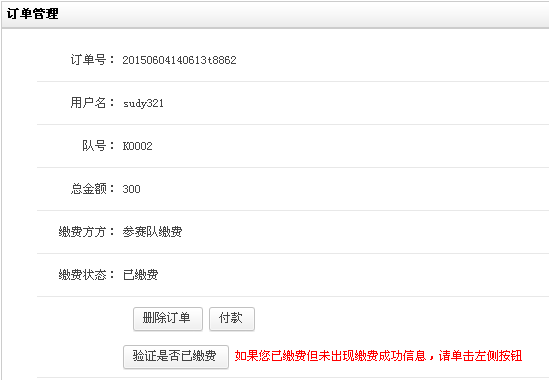 订单管理
订单号： 20150604140613t8862
用户名： sudy321
队号： K0002
总金额： 300
缴费方方： 参赛队缴费
缴费状态： 已缴费
删除订单 付款
验证是否已缴费 如果您已缴费但未出现缴费成功信息，请单击左侧按钮